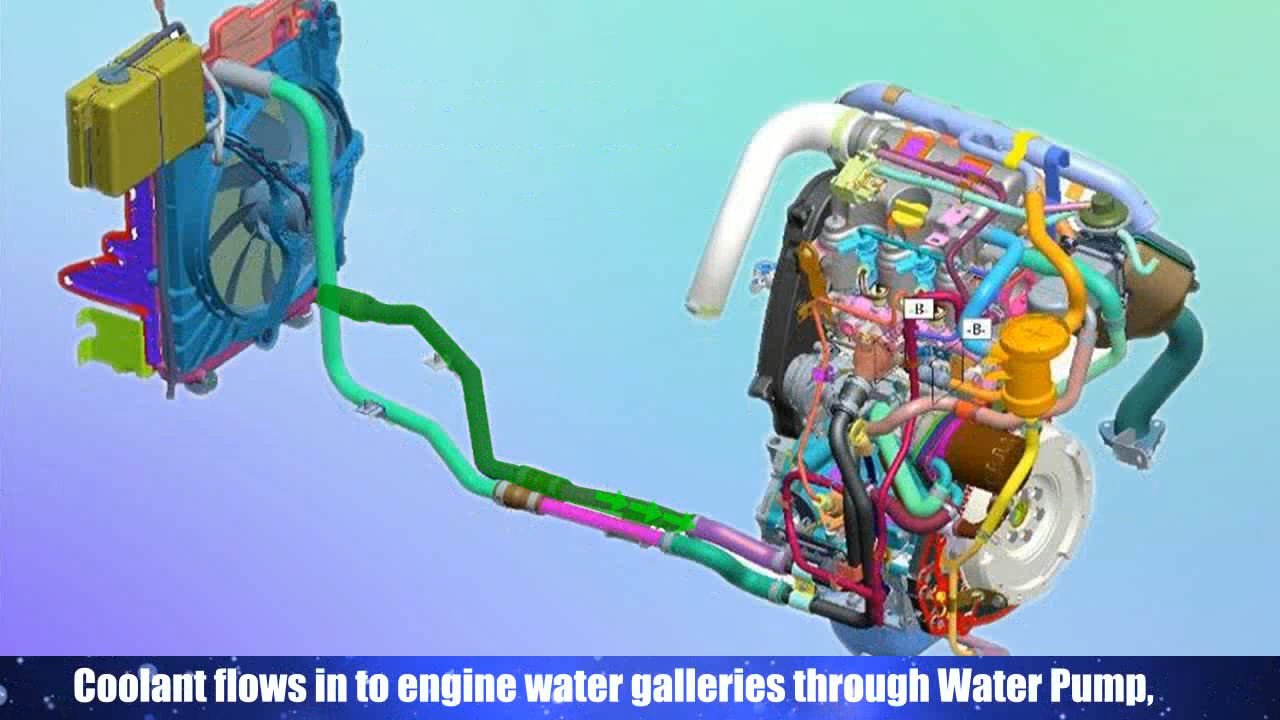 -B-
-B-
Coolant flows in to engine water galleries through Water Pump,